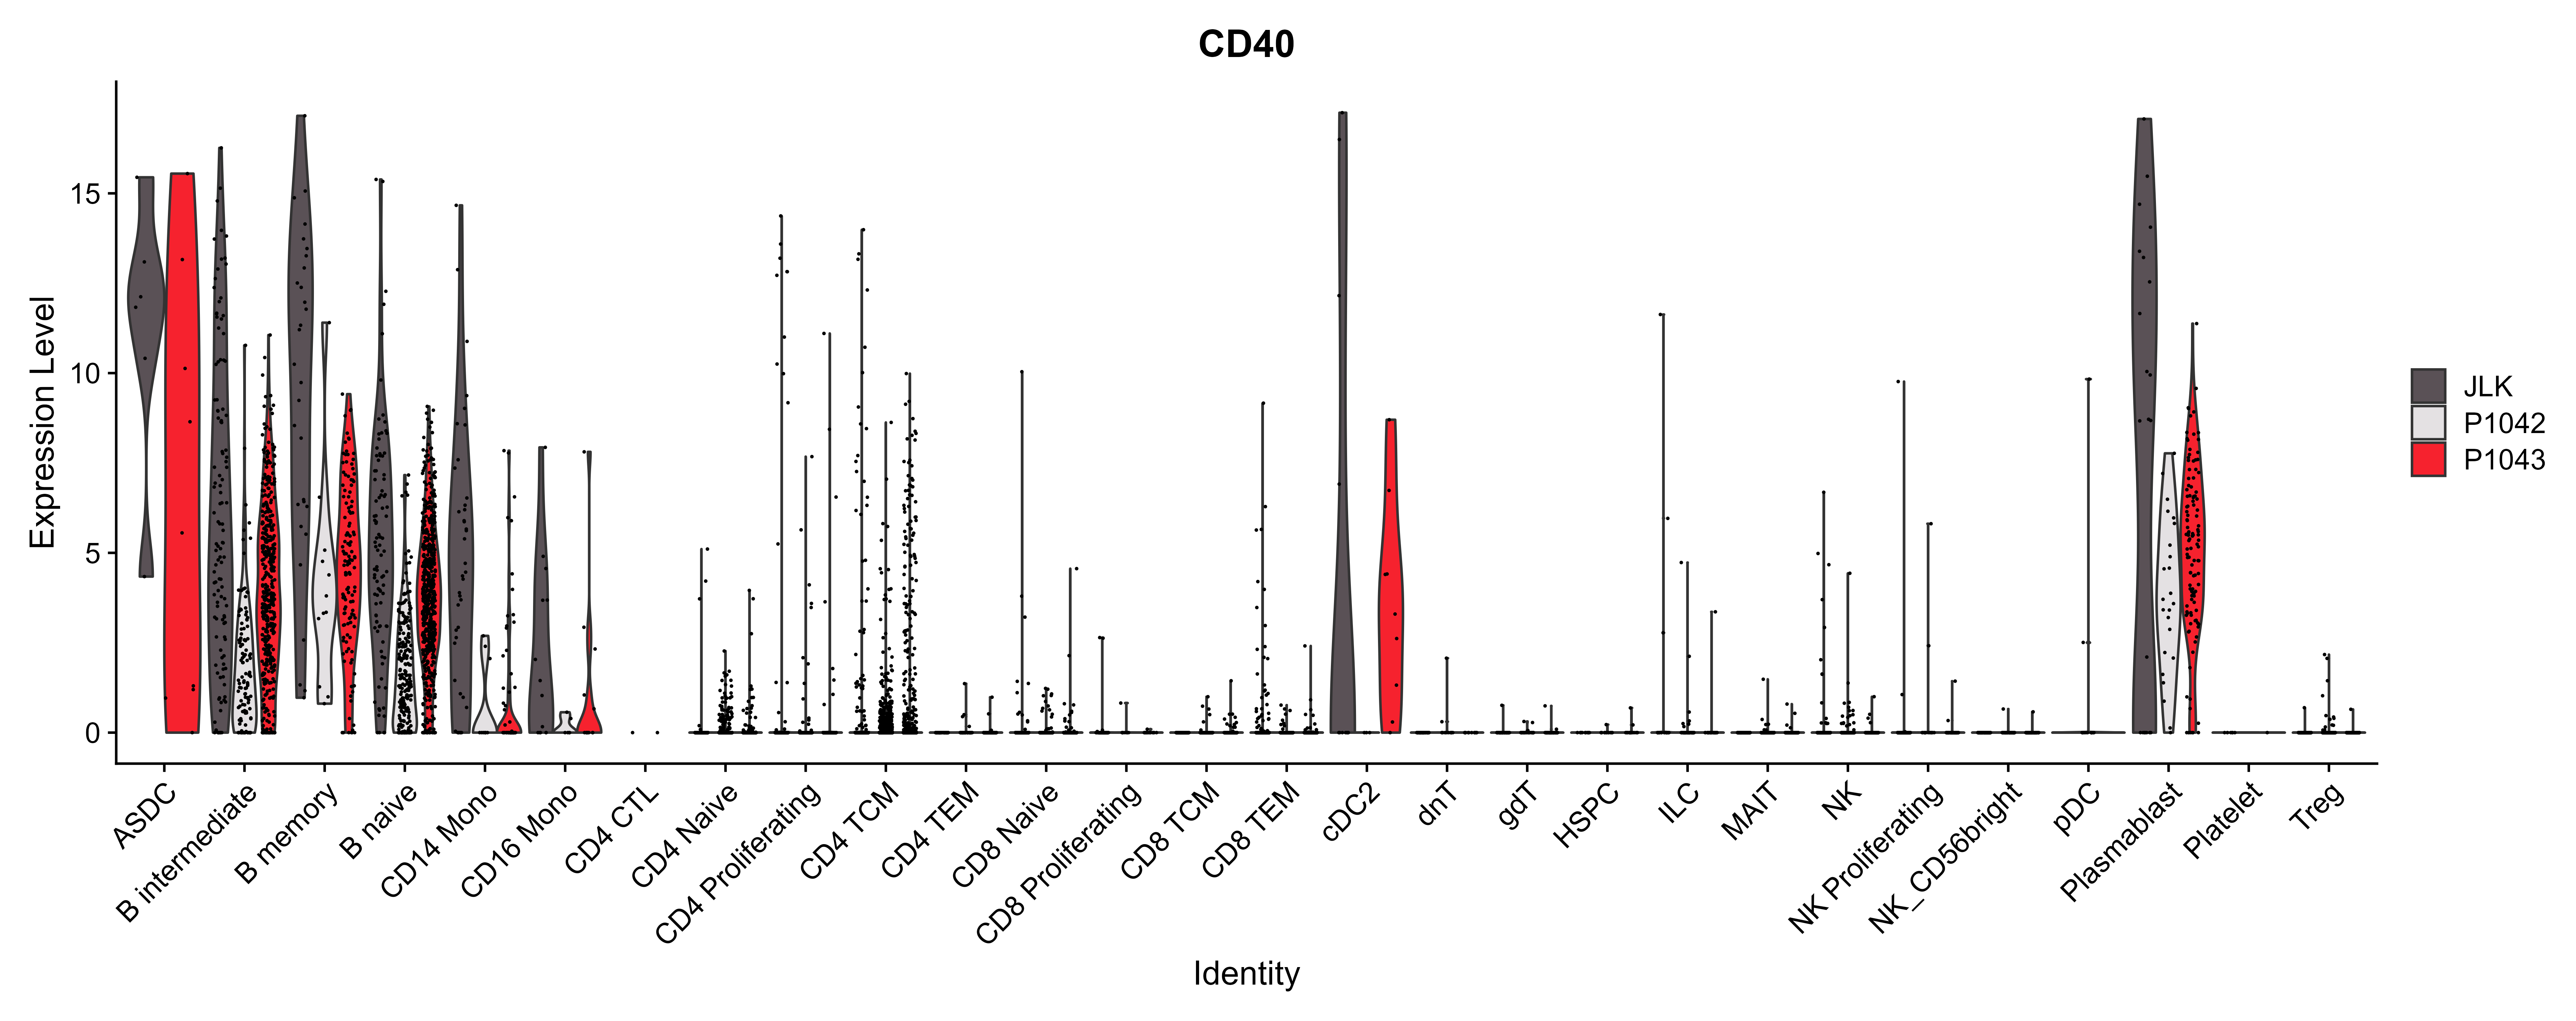 CD40
Expression Level
15
10
5
0
ASDC
B intermediate
B memory
B naive
CD14 Mono
CD16 Mono
CD4 CTL
CD4 Naive
CD4 Proliferating
CD4 TCM
CD4 TEM
CD8 Naive
CD8 Proliferating
CD8 TCM
CD8 TEM
cDC2
dnT
gdT
HSPC
ILC
MAIT
NK
NK Proliferating
NK_CD56bright
pDC
Plasmablast
Platelet
Treg
Identity
JLK
P1042
P1043